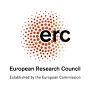 erc
European Research Council
Established by the European Commission